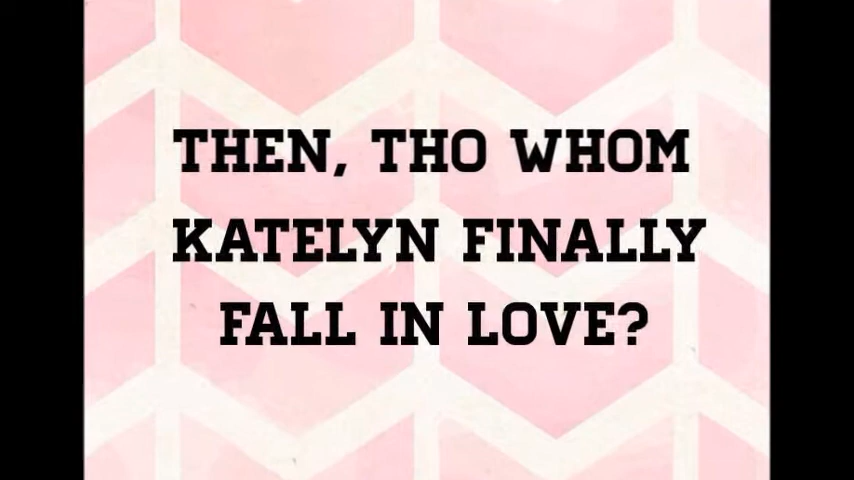 THEN, THO WHOM
KATELYN FINALLY
FALL IN LOVE?